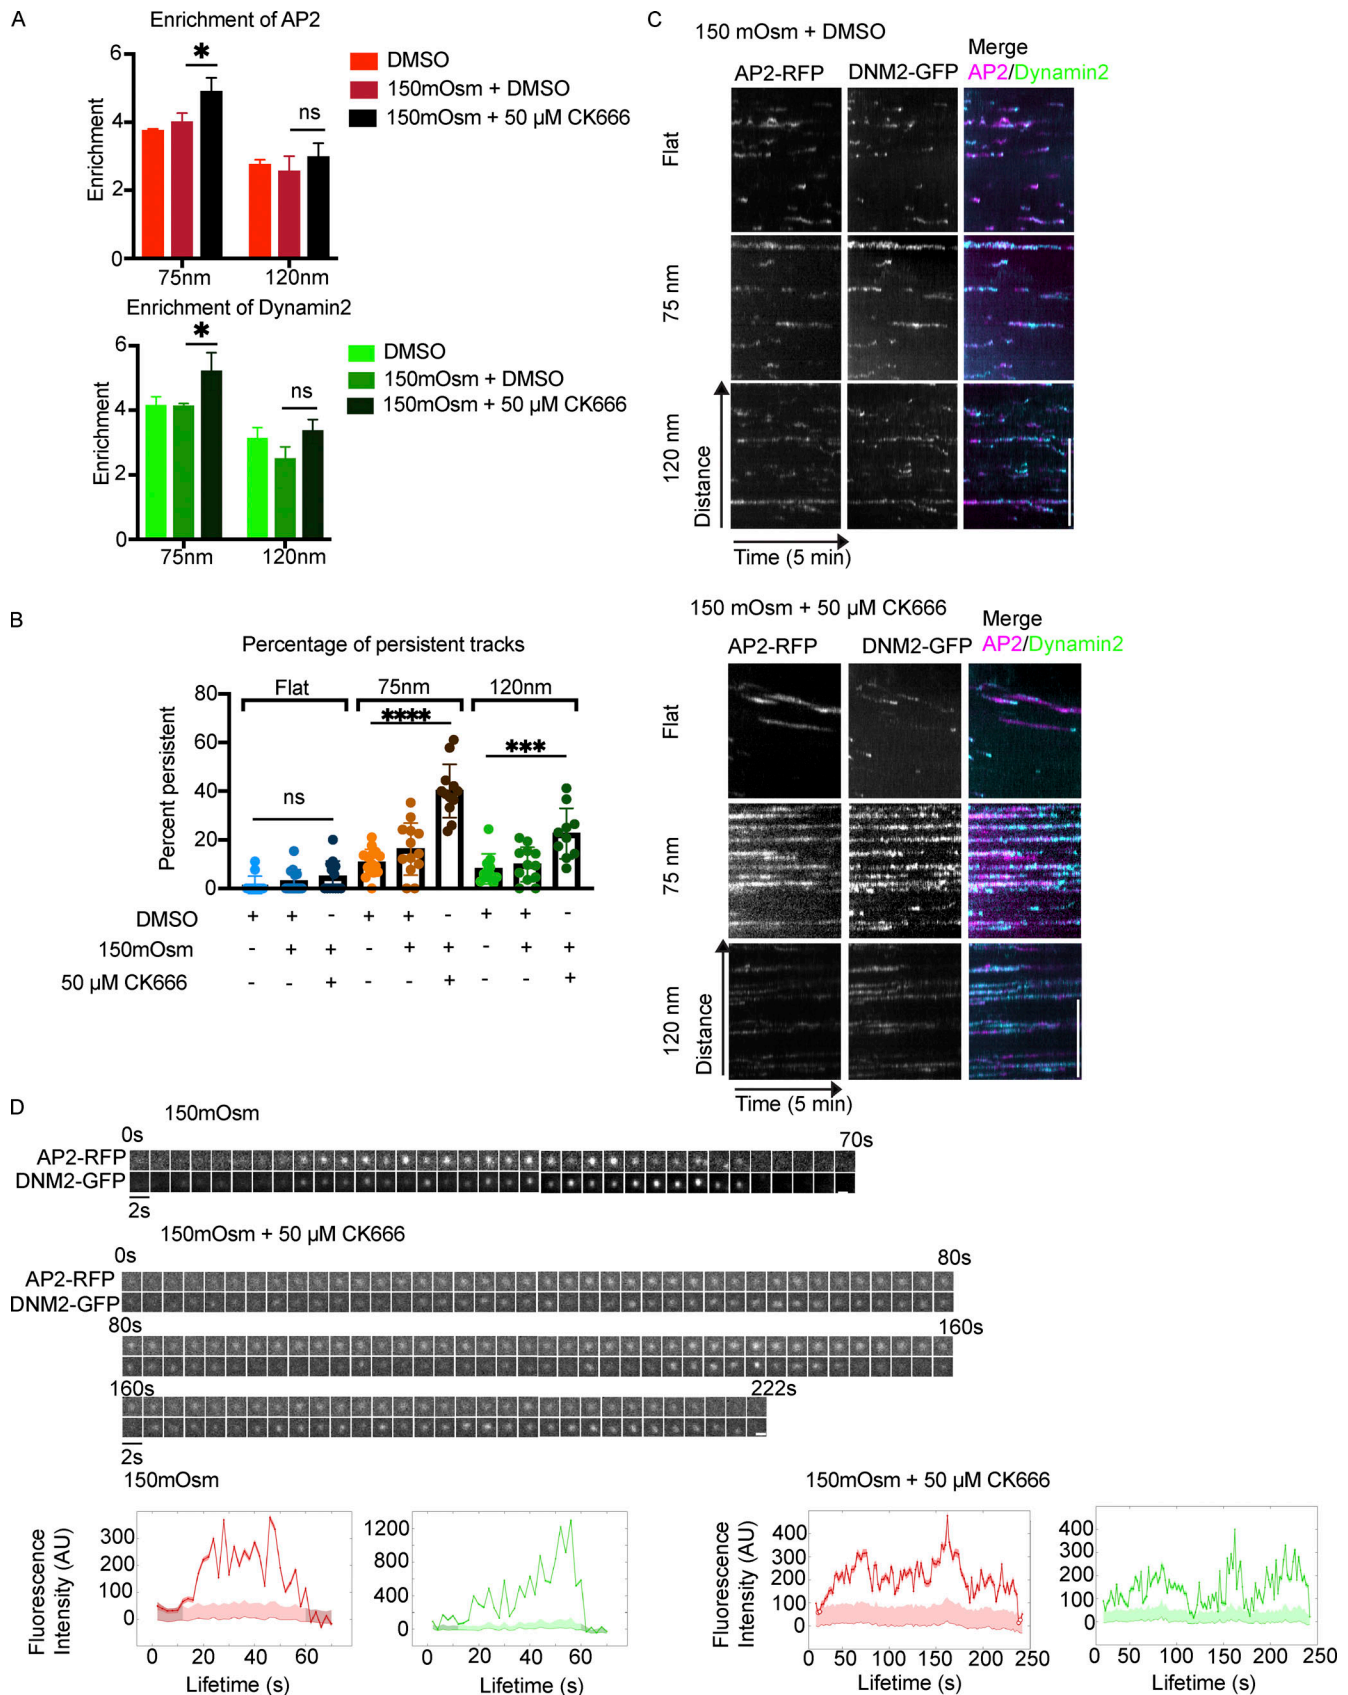 A
Enrichment of AP2
Enrichment
6
4
2
0
*
ns
75nm
120nm
DMSO
150mOsm + DMSO
150mOsm + 50 µM CK666
Enrichment of Dynamin2
Enrichment
6
4
2
0
*
ns
75nm
120nm
DMSO
150mOsm + DMSO
150mOsm + 50 µM CK666
B
Percentage of persistent tracks
Percent persistent
80
60
40
20
0
Flat
75nm
120nm
ns
****
***
DMSO + + - + + - + + -
150mOsm - + + - + + - + +
50 µM CK666 - - + - - + - - +
C
150 mOsm + DMSO
AP2-RFP
DNM2-GFP
Merge
AP2/Dynamin2
Flat
75 nm
120 nm
Distance
Time (5 min)
150 mOsm + 50 µM CK666
AP2-RFP
DNM2-GFP
Merge
AP2/Dynamin2
Flat
75 nm
120 nm
Distance
Time (5 min)
D
150mOsm
0s
70s
AP2-RFP
DNM2-GFP
2s
150mOsm + 50 µM CK666
0s
80s
AP2-RFP
DNM2-GFP
80s
160s
160s
222s
2s
150mOsm
Fluorescence
Intensity (AU)
300
200
100
0
0 20 40 60
Lifetime (s)
1200
800
400
0
0 20 40 60
Lifetime (s)
150mOsm + 50 µM CK666
Fluorescence
Intensity (AU)
400
300
200
100
0
0 50 100 150 200 250
Lifetime (s)
400
300
200
100
0
0 50 100 150 200 250
Lifetime (s)